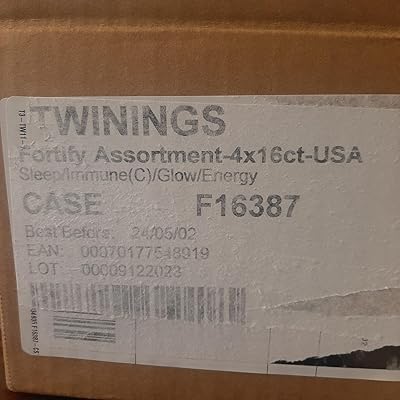 TWININGS
Fortify Assortment-4x16ct-USA
Sleep/Immune(C)/Glow/Energy
CASE F16387
Best Before: 24/05/02
EAN: 00070177548919
LOT: 00009122023